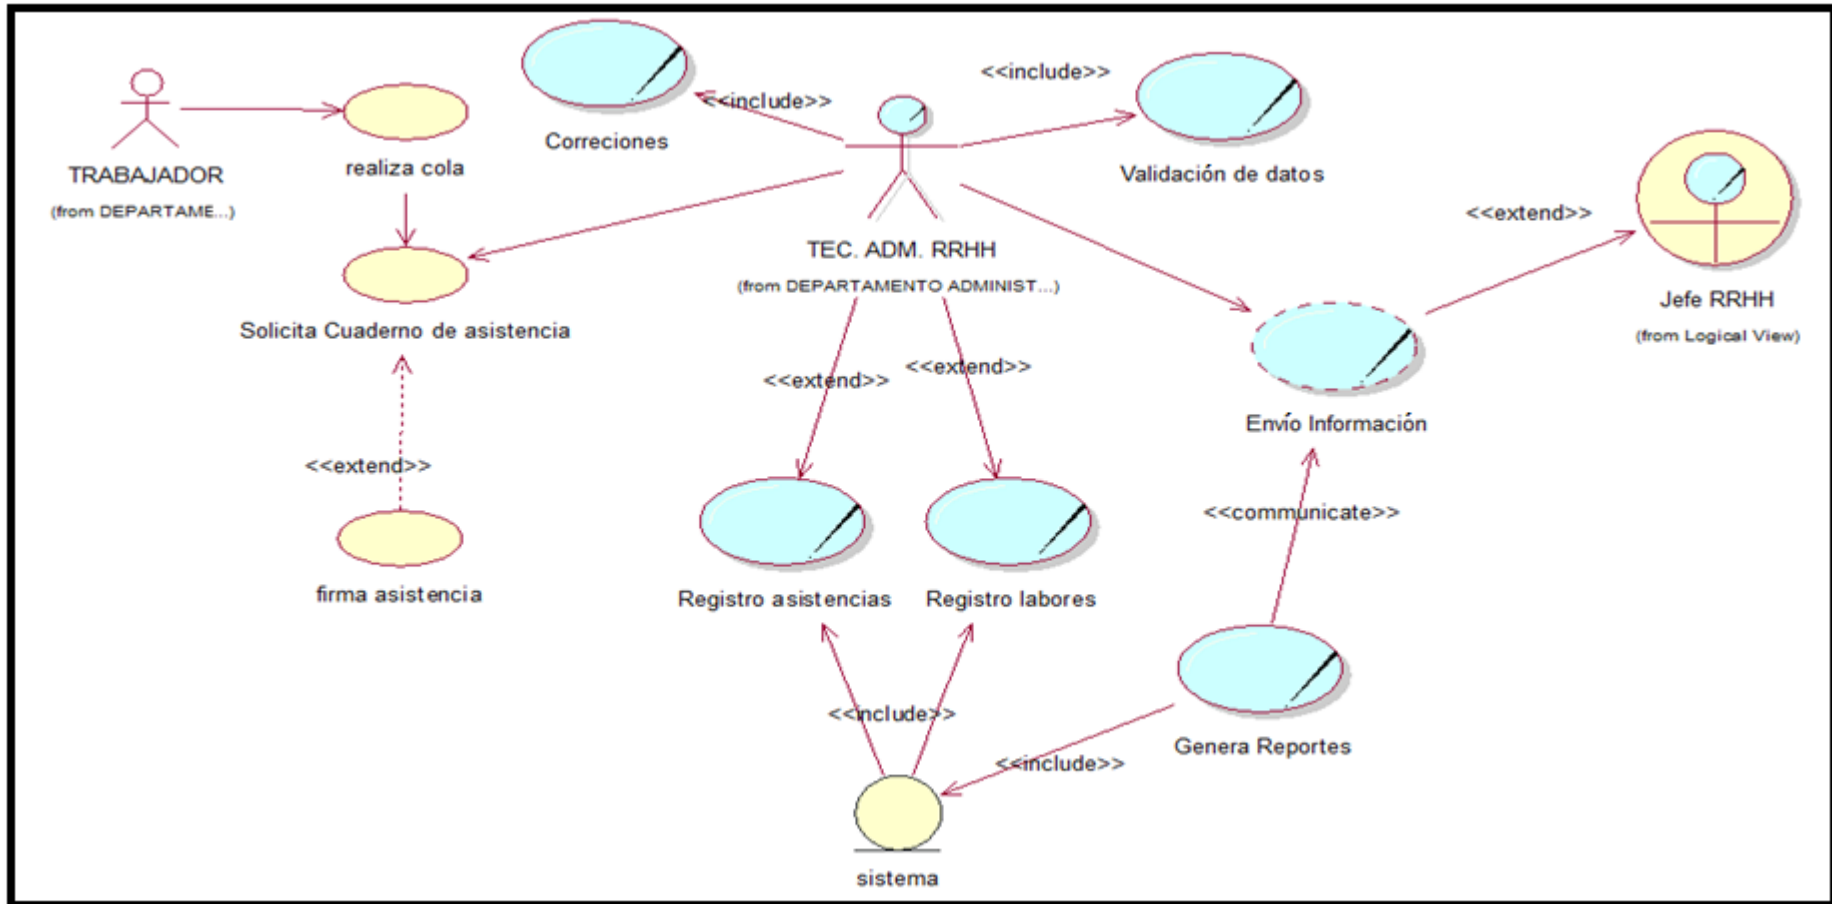 <<include>>
<<include>>
Correciones
realiza cola
TRABAJADOR
(from DEPARTAME...)
Validación de datos
<<extend>>
TEC. ADM. RRHH
(from DEPARTAMENTO ADMINIST...)
Jefe RRHH
(from Logical View)
Solicita Cuaderno de asistencia
<<extend>>
<<extend>>
Envío Información
<<extend>>
<<communicate>>
firma asistencia
Registro asistencias
Registro labores
<<include>>
Genera Reportes
<<include>>
sistema